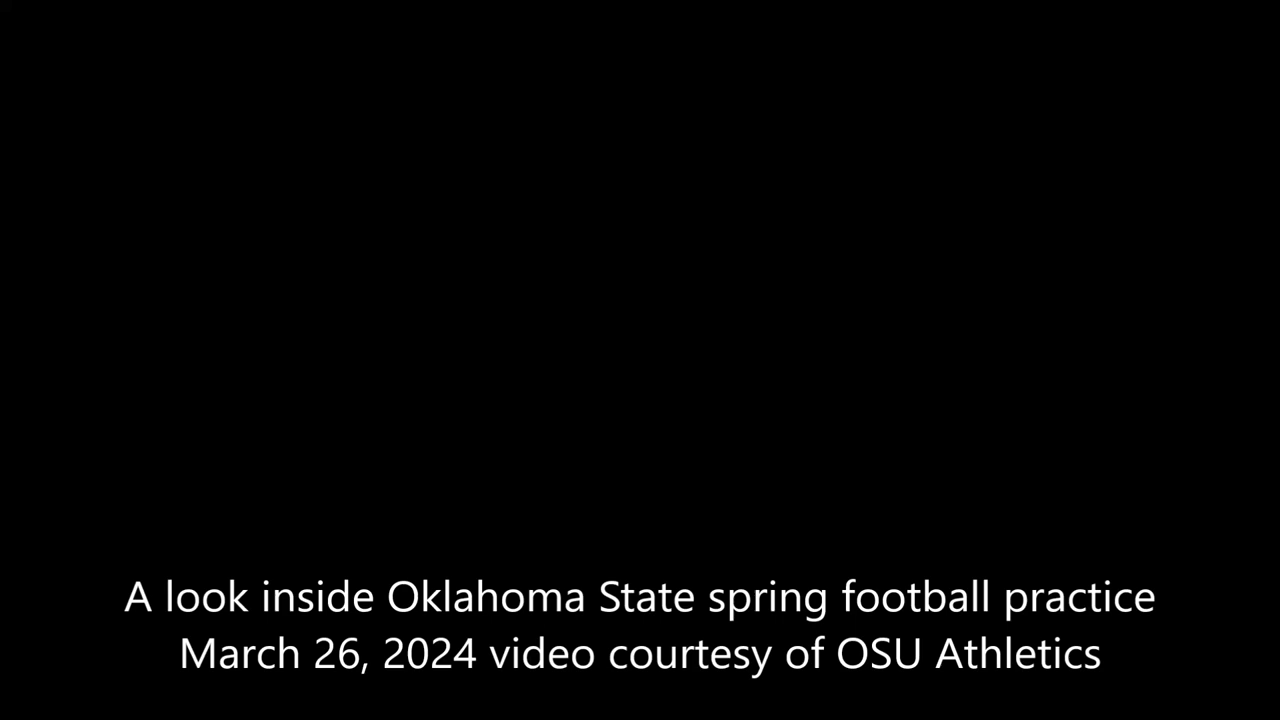 A look inside Oklahoma State spring football practice
March 26, 2024 video courtesy of OSU Athletics